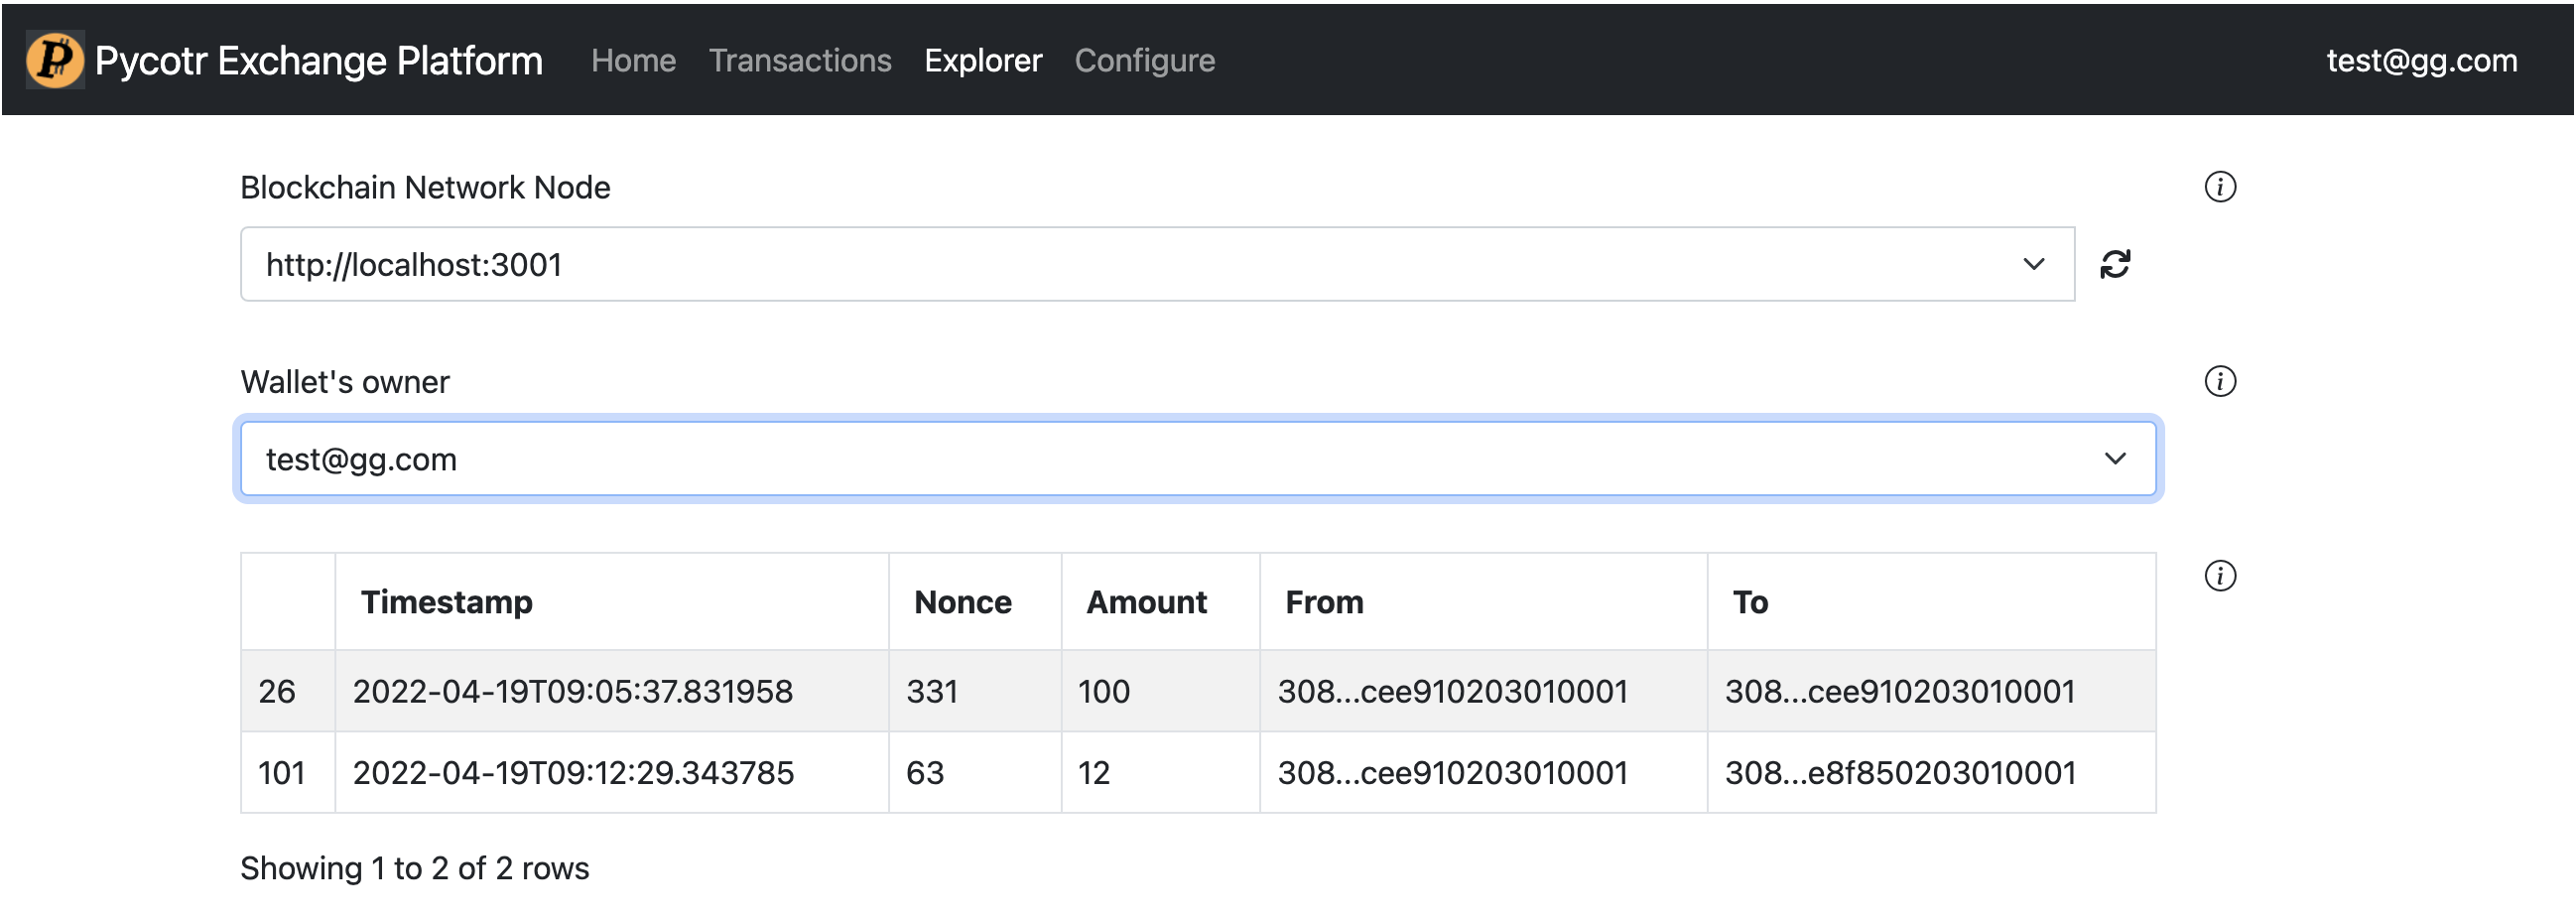 Pycotr Exchange Platform Home Transactions Explorer Configure test@gg.com
Blockchain Network Node
http://localhost:3001
Wallet's owner
test@gg.com
Timestamp Nonce Amount From To
26 2022-04-19T09:05:37.831958 331 100 308...cee910203010001 308...cee910203010001
101 2022-04-19T09:12:29.343785 63 12 308...cee910203010001 308...e8f850203010001
Showing 1 to 2 of 2 rows